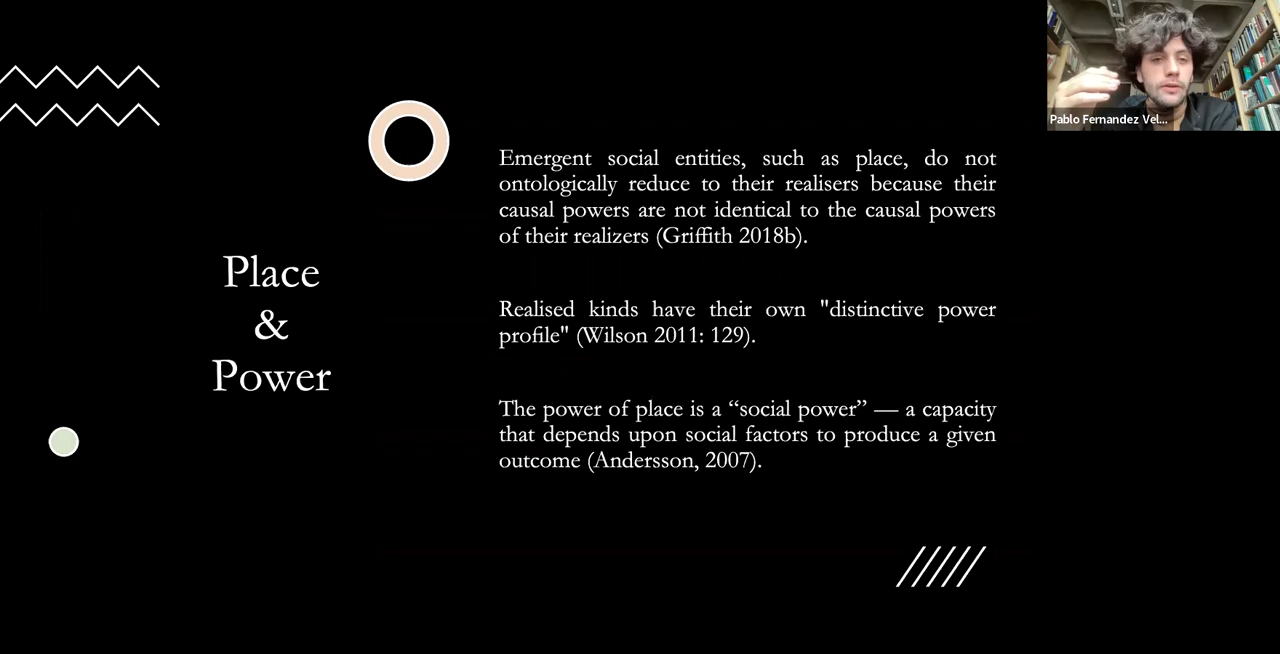 Pablo Fernandez Vel...
Place
&
Power
Emergent social entities, such as place, do not
ontologically reduce to their realisers because their
causal powers are not identical to the causal powers
of their realizers (Griffith 2018b).
Realised kinds have their own "distinctive power
profile" (Wilson 2011: 129).
The power of place is a “social power” — a capacity
that depends upon social factors to produce a given
outcome (Andersson, 2007).